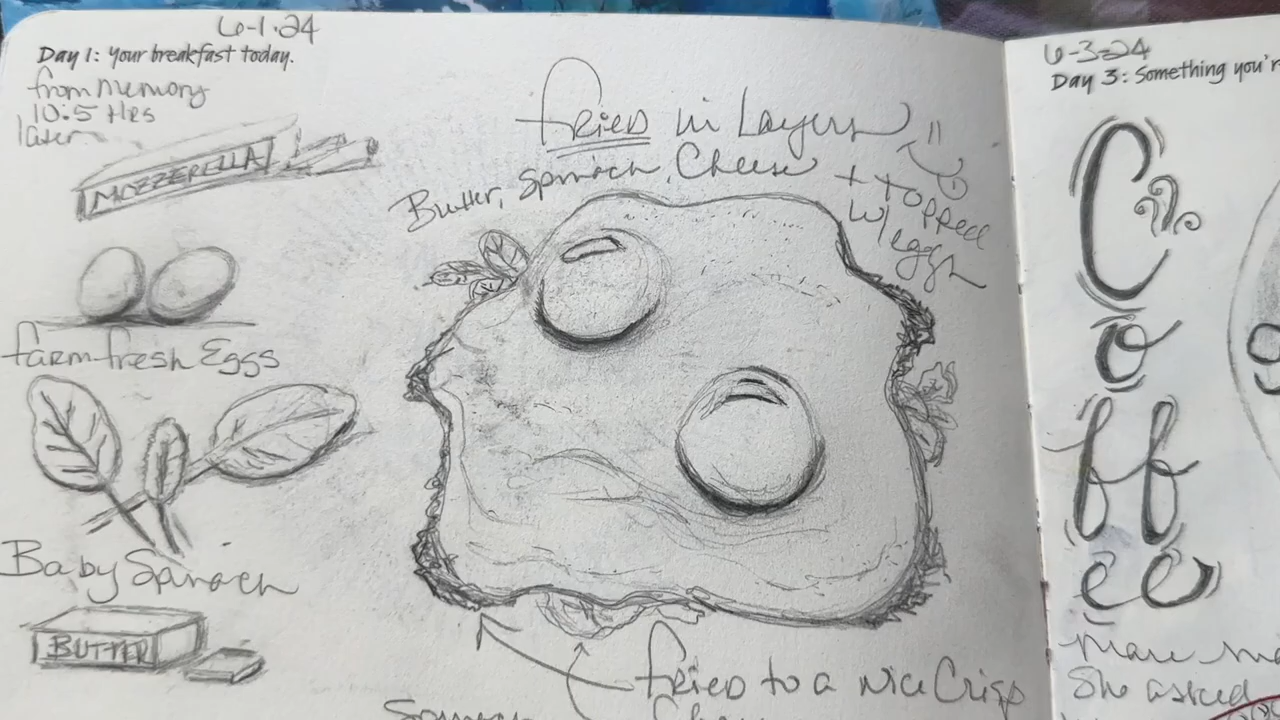 6-1-24
Day 1: Your breakfast today.
from memory
10:5 Hrs
later
MOZZERELLA
farm fresh Eggs
Baby Spinach
BUTTER
fried in Layers
Butter, Spinach, Cheese
+ topped
w/
eggs
fried to a nice Crisp
Spinach
6-3-24
Day 3: Something you'r
Coffee
She asked